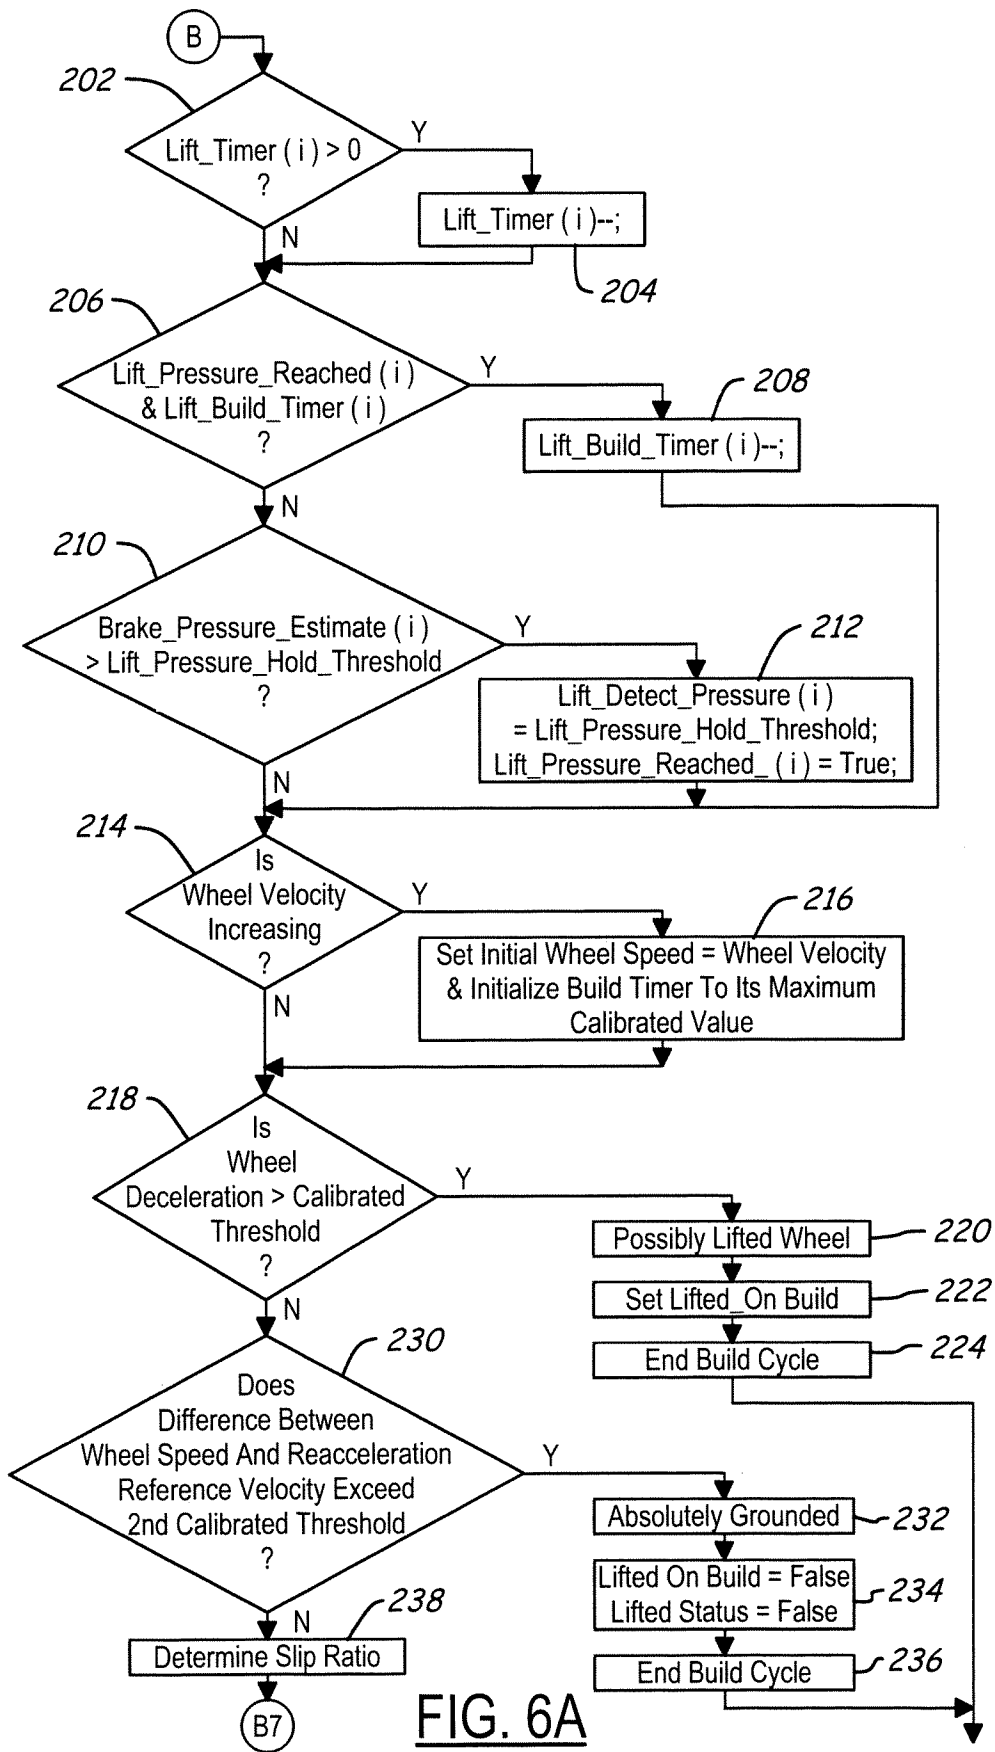 B
202
Lift_Timer ( i ) > 0
?
Y
Lift_Timer ( i )--;
204
N
206
Lift_Pressure_Reached ( i )
& Lift_Build_Timer ( i )
?
Y
208
Lift_Build_Timer ( i )--;
N
210
Brake_Pressure_Estimate ( i )
> Lift_Pressure_Hold_Threshold
?
Y
212
Lift_Detect_Pressure ( i )
= Lift_Pressure_Hold_Threshold;
Lift_Pressure_Reached_ ( i ) = True;
N
214
Is
Wheel Velocity
Increasing
?
Y
216
Set Initial Wheel Speed = Wheel Velocity
& Initialize Build Timer To Its Maximum
Calibrated Value
N
218
Is
Wheel
Deceleration > Calibrated
Threshold
?
Y
Possibly Lifted Wheel
220
Set Lifted_On Build
222
End Build Cycle
224
N
230
Does
Difference Between
Wheel Speed And Reacceleration
Reference Velocity Exceed
2nd Calibrated Threshold
?
Y
Absolutely Grounded
232
Lifted On Build = False
Lifted Status = False
234
End Build Cycle
236
N
238
Determine Slip Ratio
B7
FIG. 6A